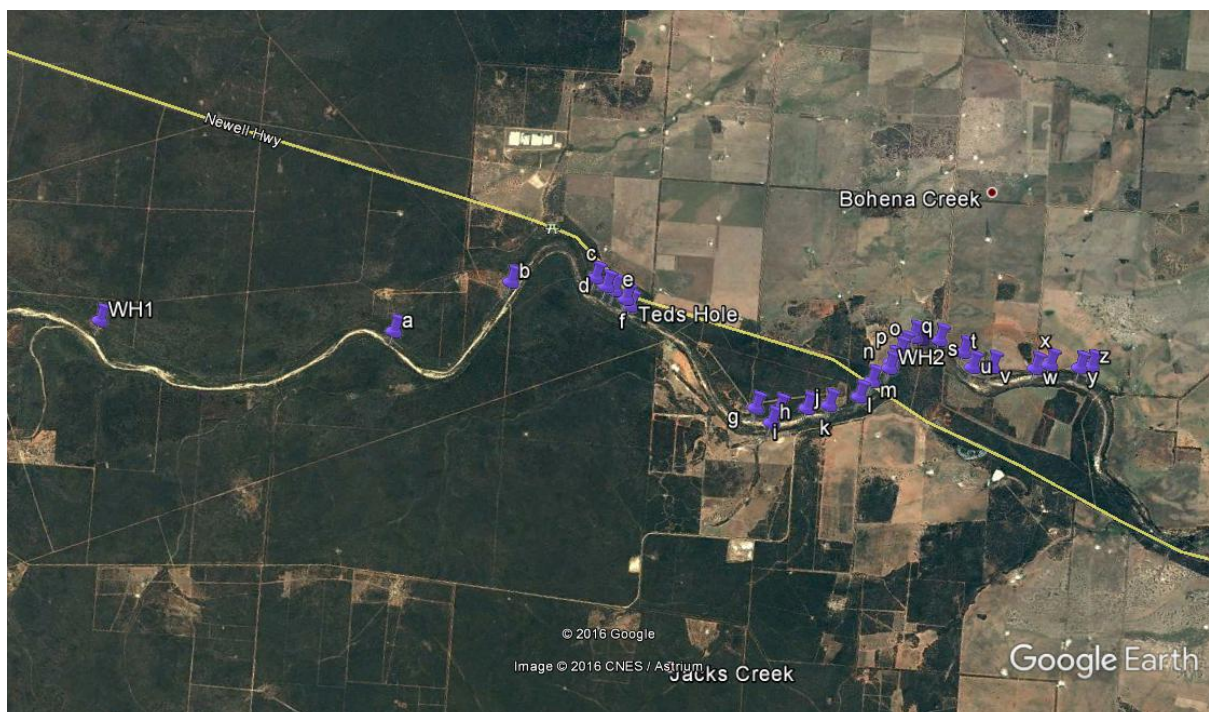 Newell Hwy
Bohena Creek
WH1
a
b
c
d
e
f
Teds Hole
g
h
i
j
k
l
m
n
WH2
p
o
q
s
t
u
v
x
w
z
y
© 2016 Google
Image © 2016 CNES / Astrium
Jacks Creek
Google Earth